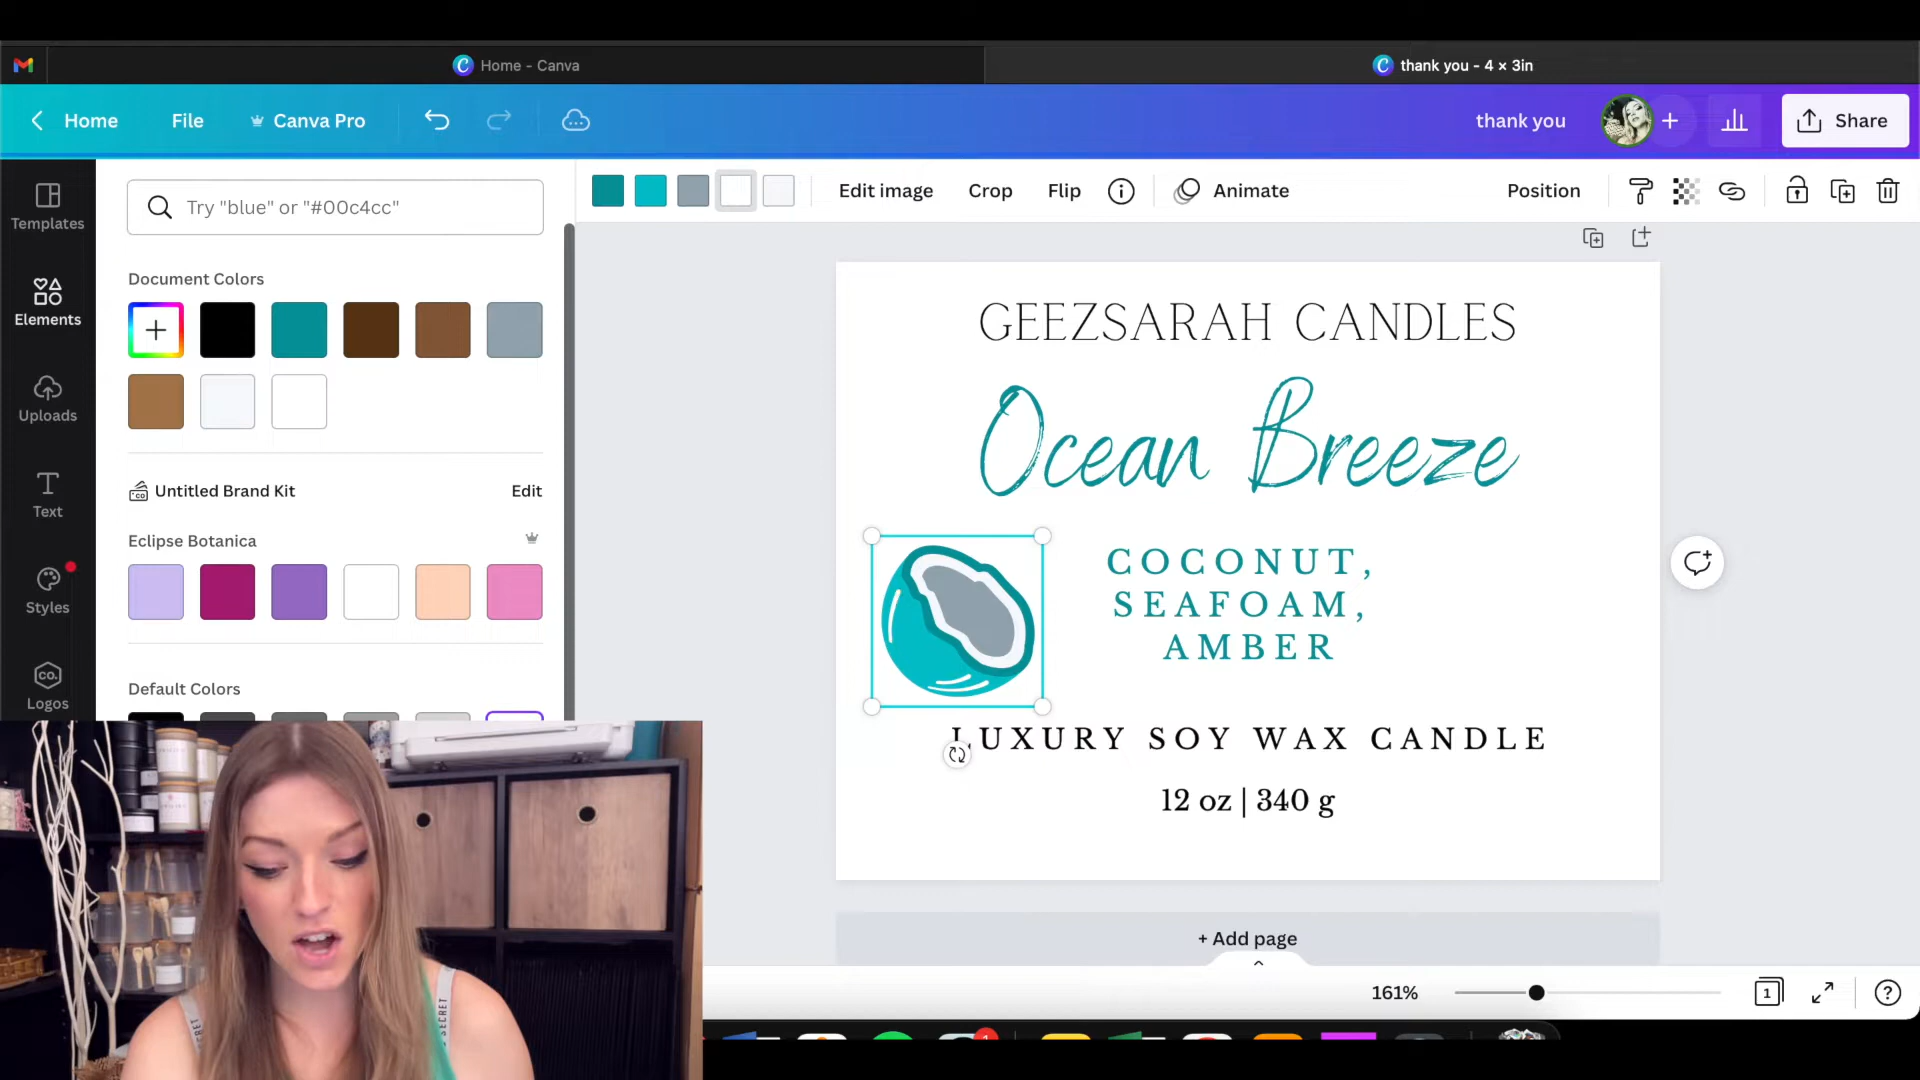 Home - Canva
thank you - 4 × 3in
Home
File
Canva Pro
thank you
Share
Templates
Elements
Uploads
Text
Styles
CO.
Logos
Try "blue" or "#00c4cc"
Document Colors
Untitled Brand Kit
Edit
Eclipse Botanica
Default Colors
Edit image
Crop
Flip
Animate
Position
GEEZSARAH CANDLES
Ocean Breeze
COCONUT,
SEAFOAM,
AMBER
LUXURY SOY WAX CANDLE
12 oz | 340 g
+ Add page
161%
1
?